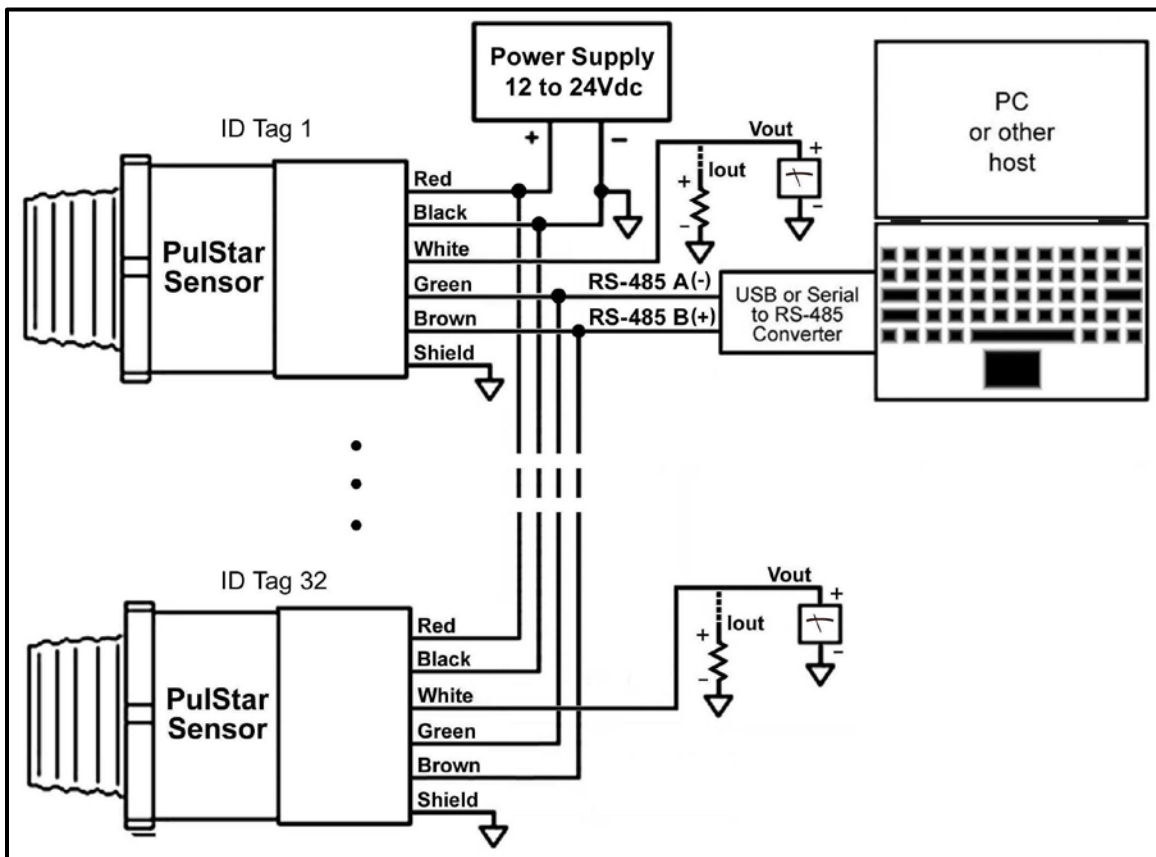 Power Supply
12 to 24Vdc
+
–
ID Tag 1
PulStar
Sensor
Red
Black
White
Green
Brown
Shield
Vout
+
–
Iout
+
–
RS-485 A(-)
RS-485 B(+)
USB or Serial
to RS-485
Converter
PC
or other
host
ID Tag 32
PulStar
Sensor
Red
Black
White
Green
Brown
Shield
Vout
+
–
Iout
+
–